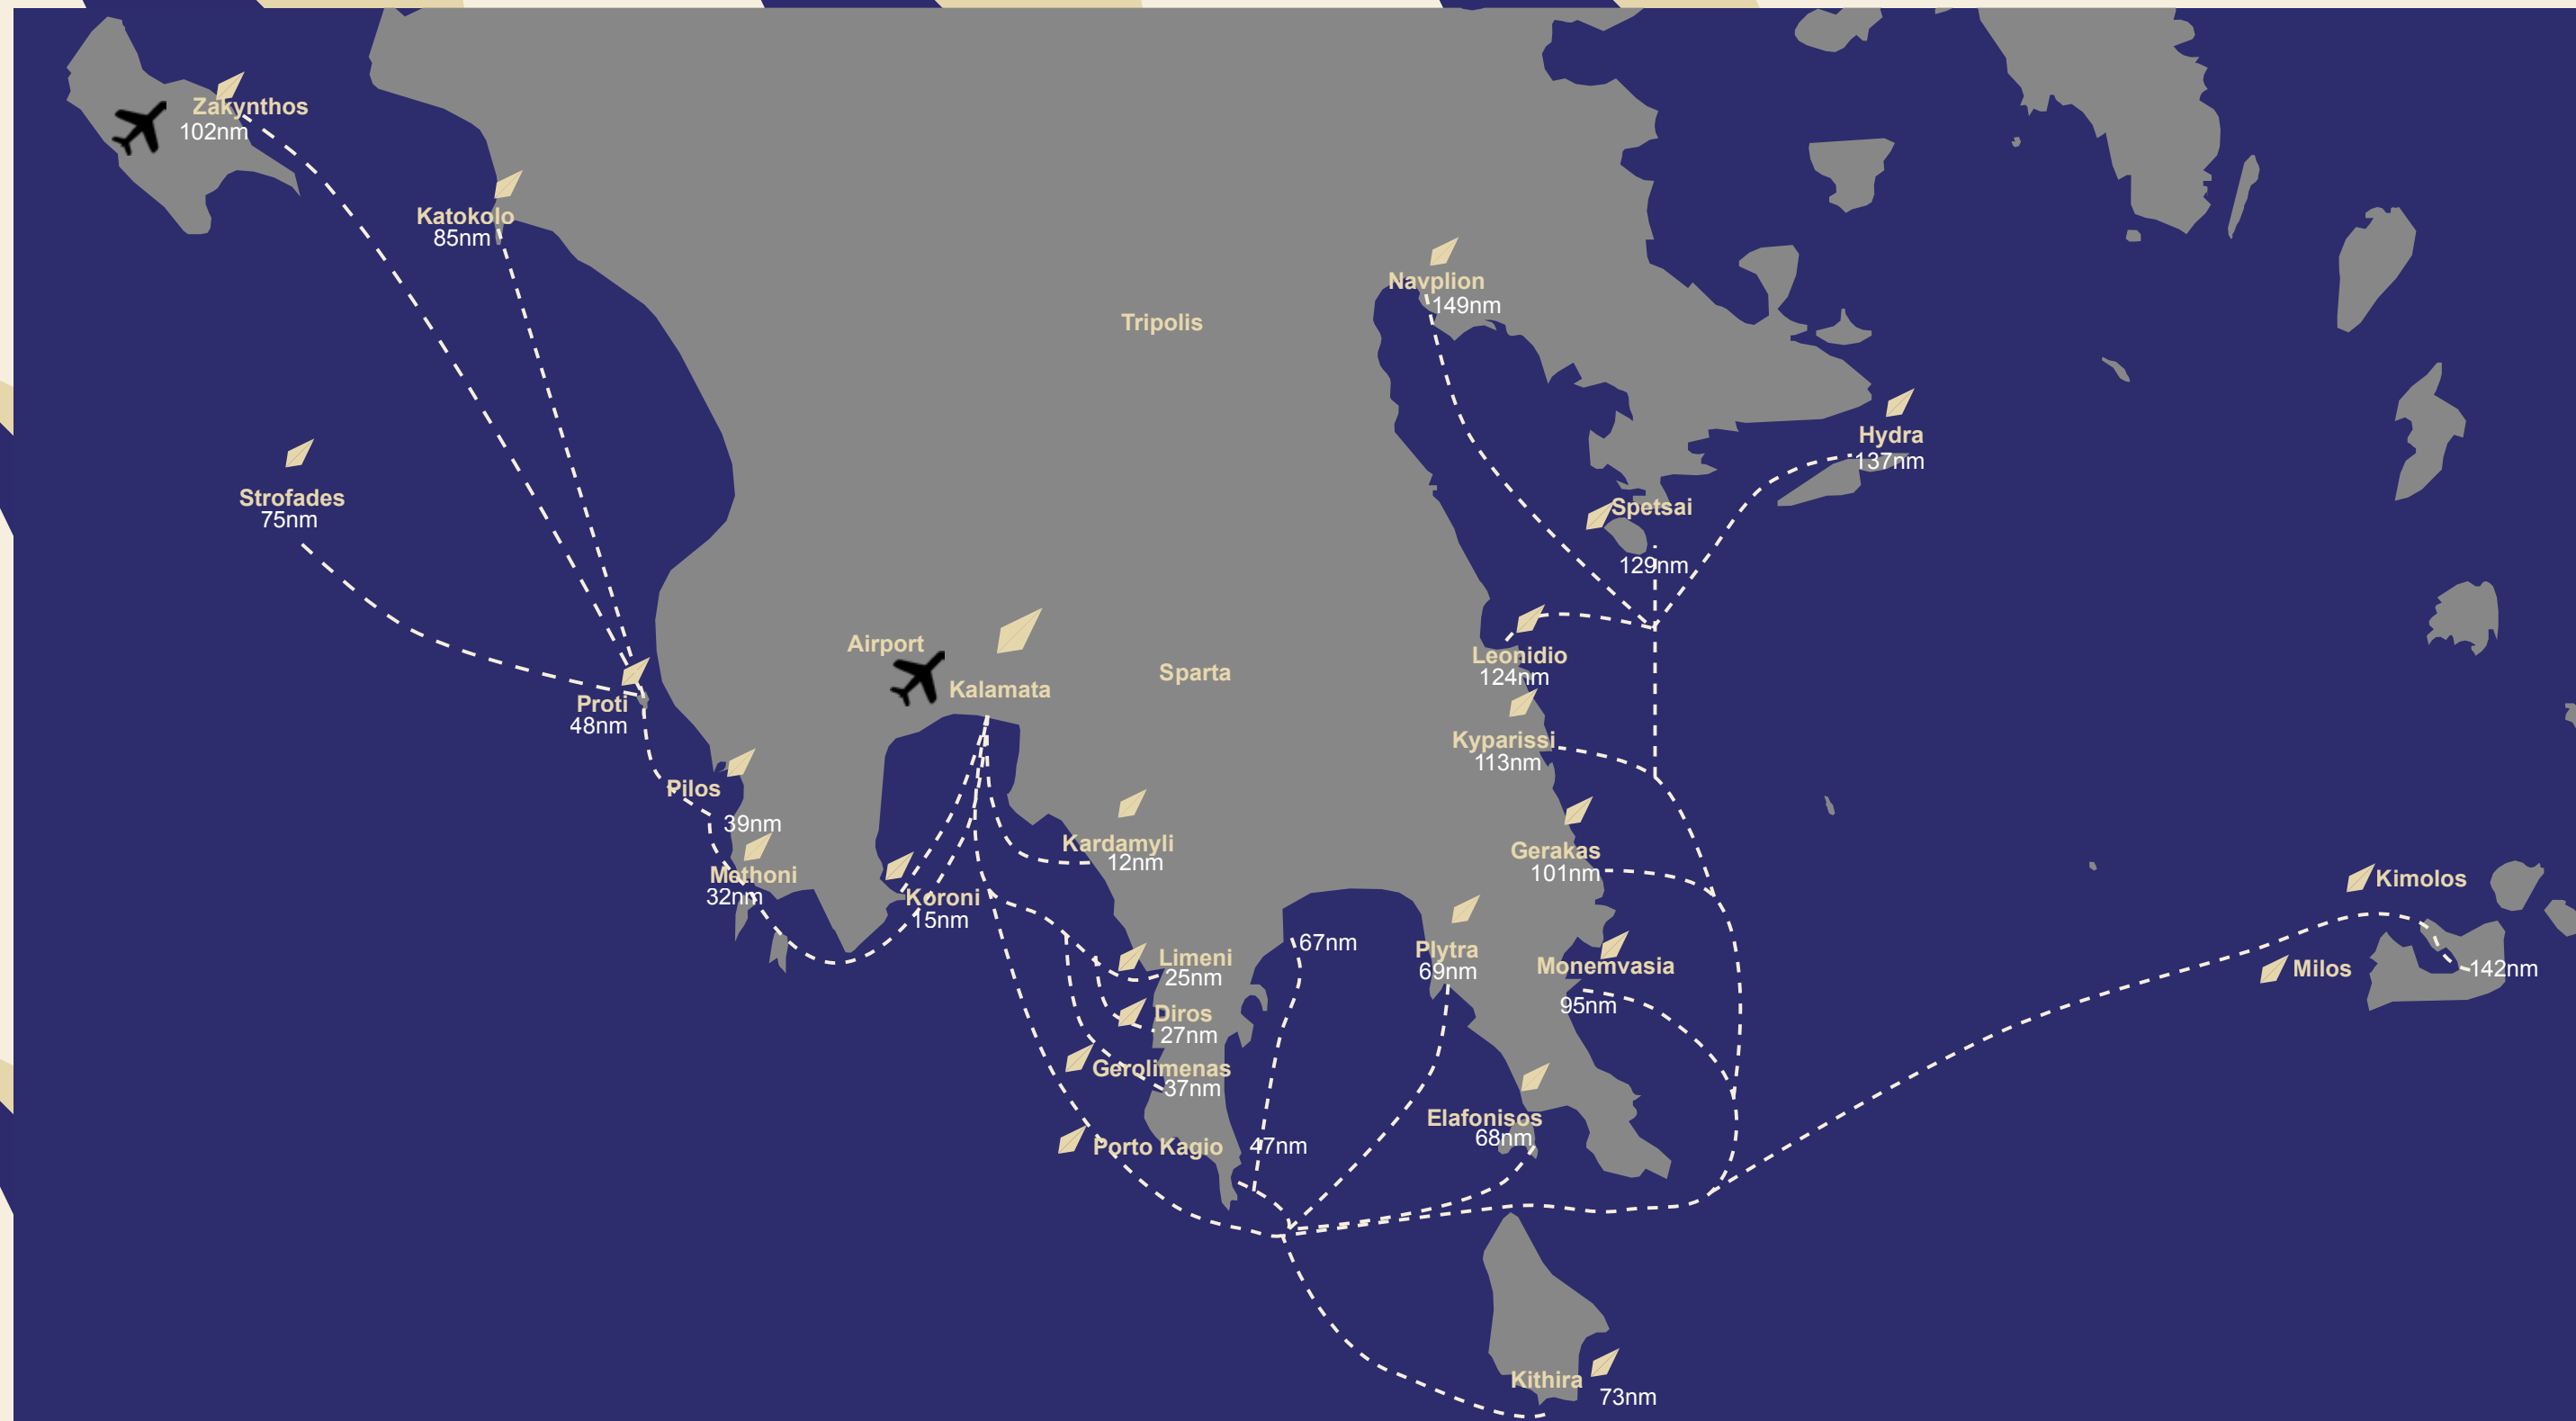 Zakynthos
102nm
Katokolo
85nm
Navplion
149nm
Tripolis
Hydra
137nm
Strofades
75nm
Spetsai
129nm
Airport
Kalamata
Sparta
Leonidio
124nm
Proti
48nm
Kyparissi
113nm
Pilos
39nm
Kardamyli
12nm
Gerakas
101nm
Methoni
32nm
Koroni
15nm
Kimolos
67nm
Plytra
69nm
Limeni
25nm
Monemvasia
95nm
Milos
142nm
Diros
27nm
Gerolimenas
37nm
Elafonisos
68nm
Porto Kagio
47nm
Kithira
73nm